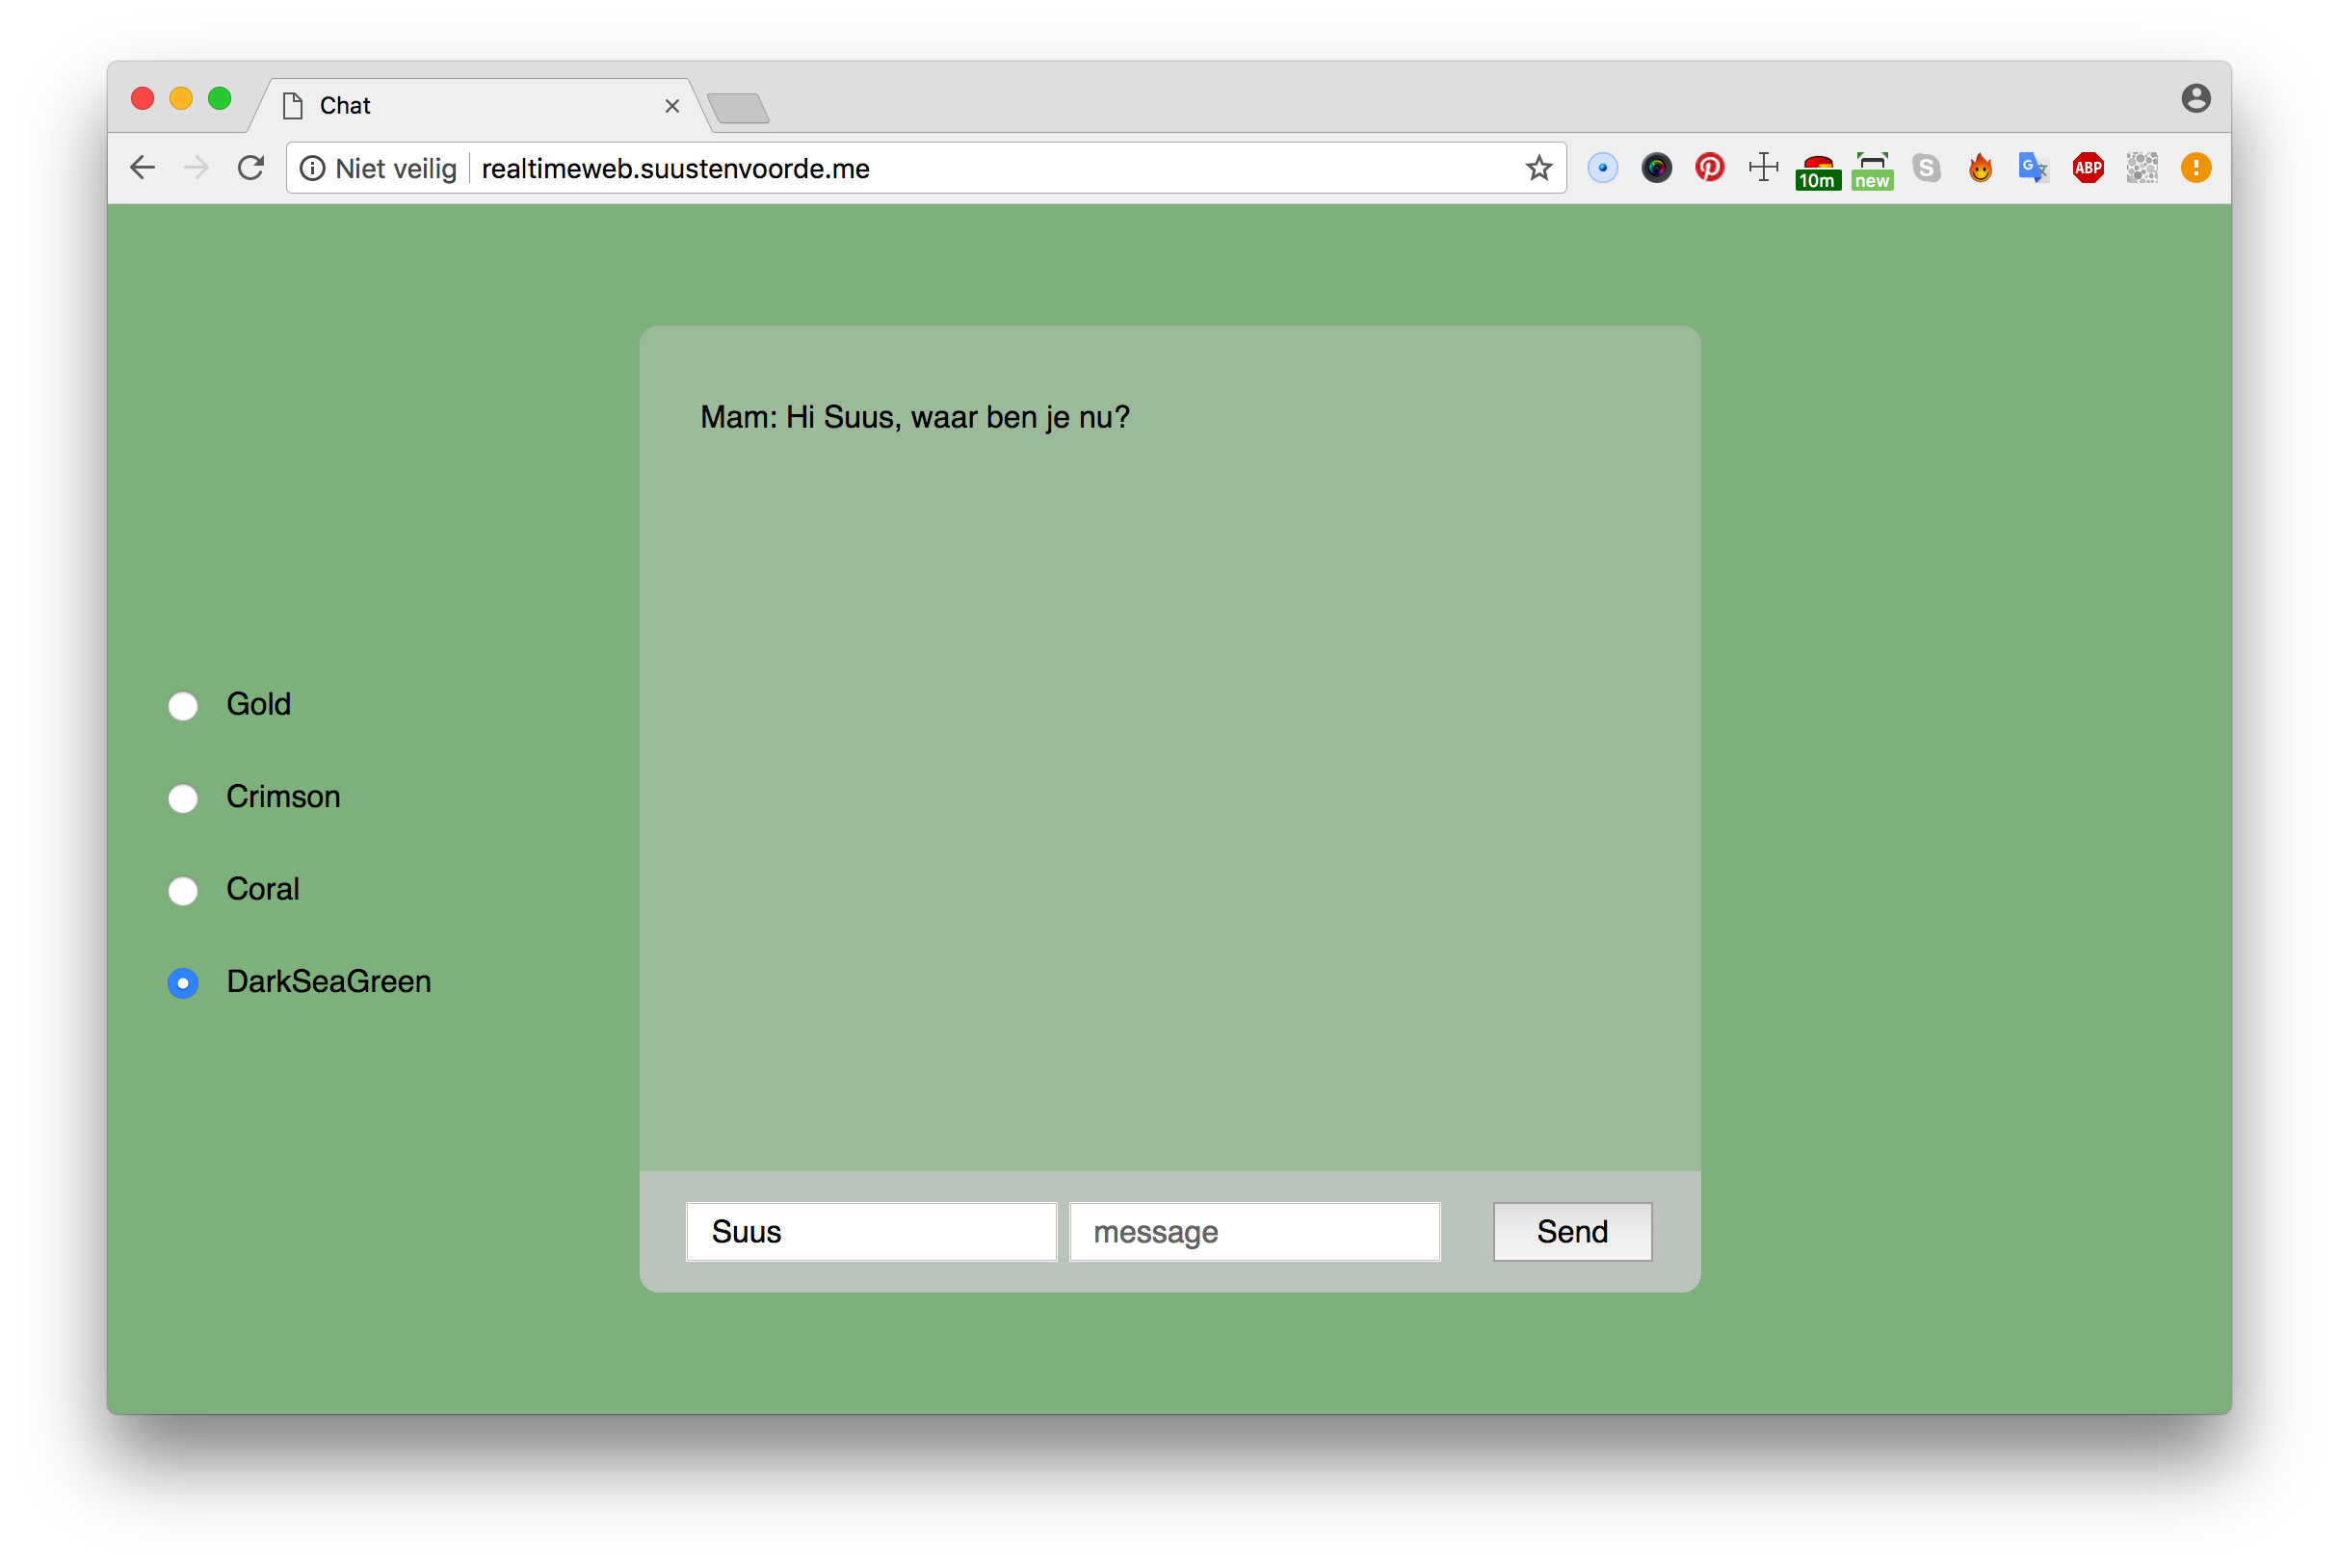 Chat
Niet veilig realtimeweb.suustenvoorde.me
10m new S G ABP
Mam: Hi Suus, waar ben je nu?
Gold
Crimson
Coral
DarkSeaGreen
Suus message Send